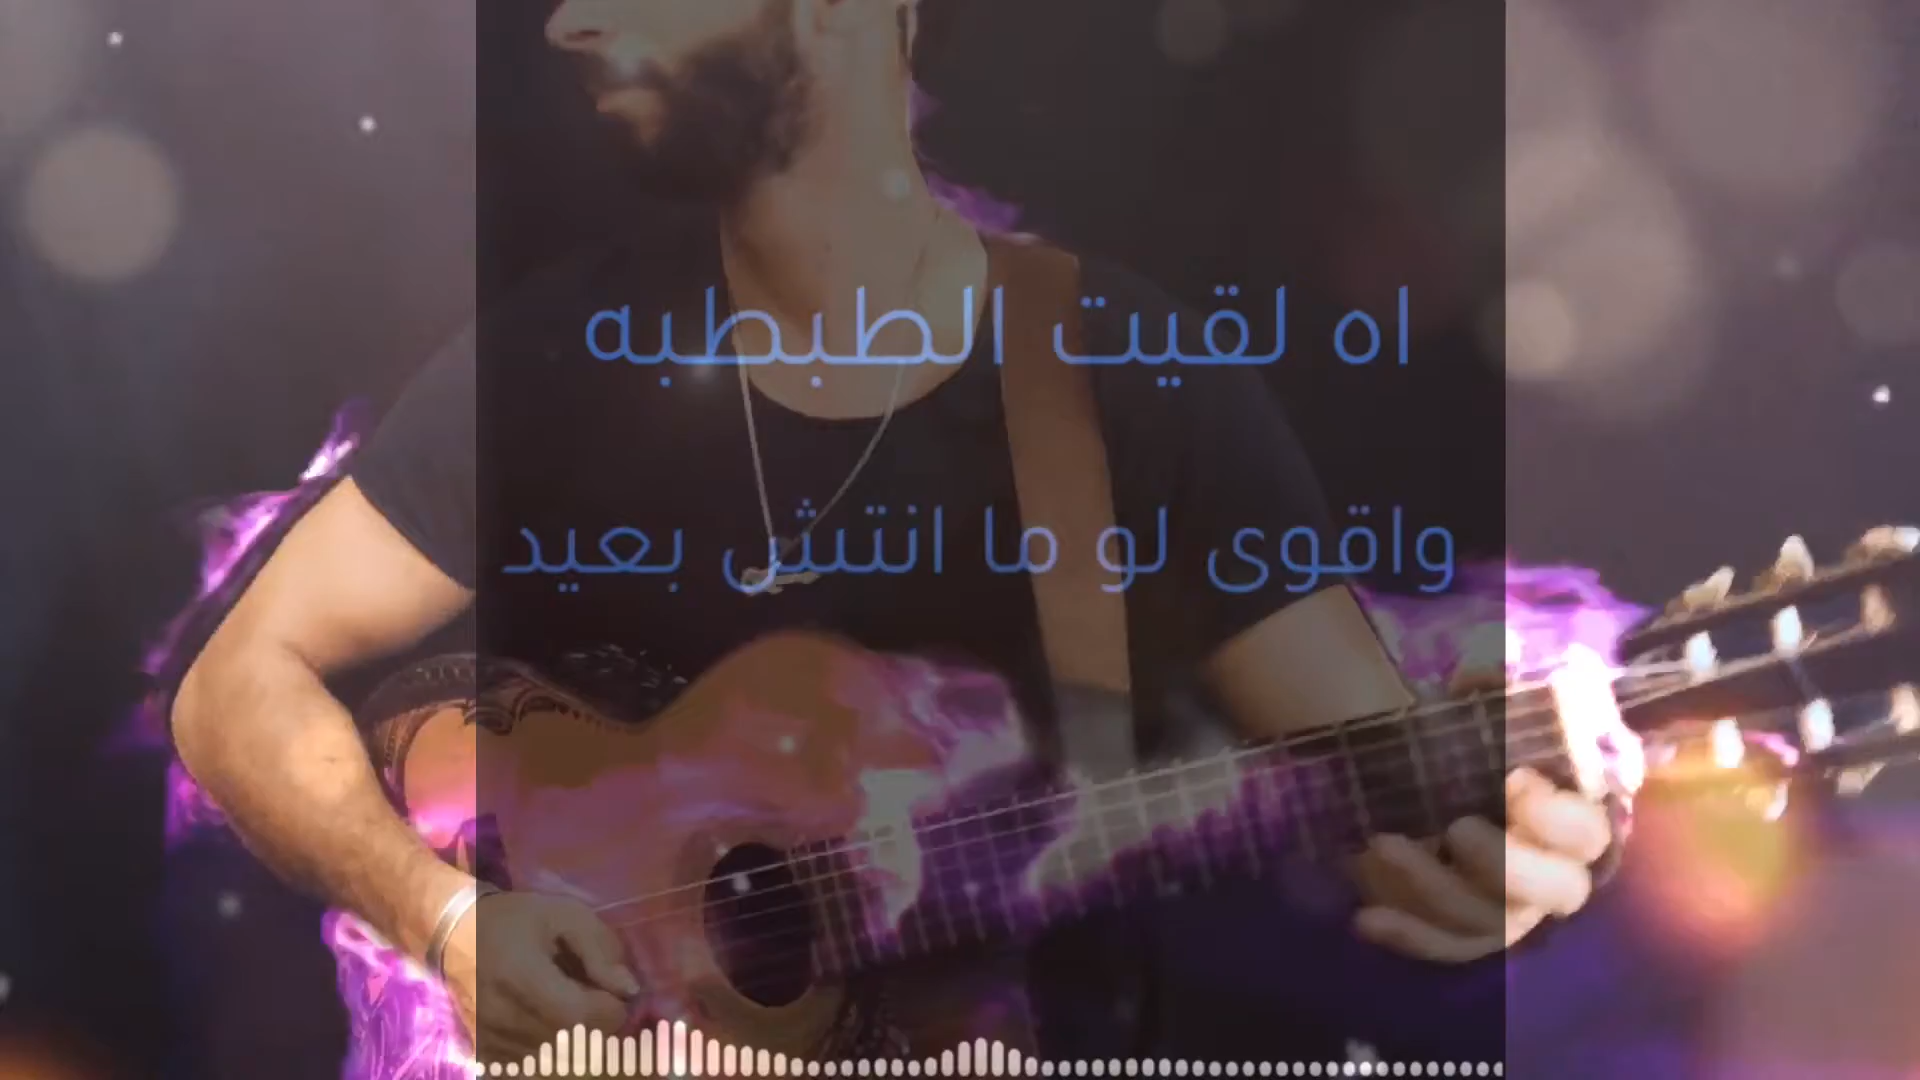 اه لقيت الطبطبه
واقوى لو ما انتش بعيد